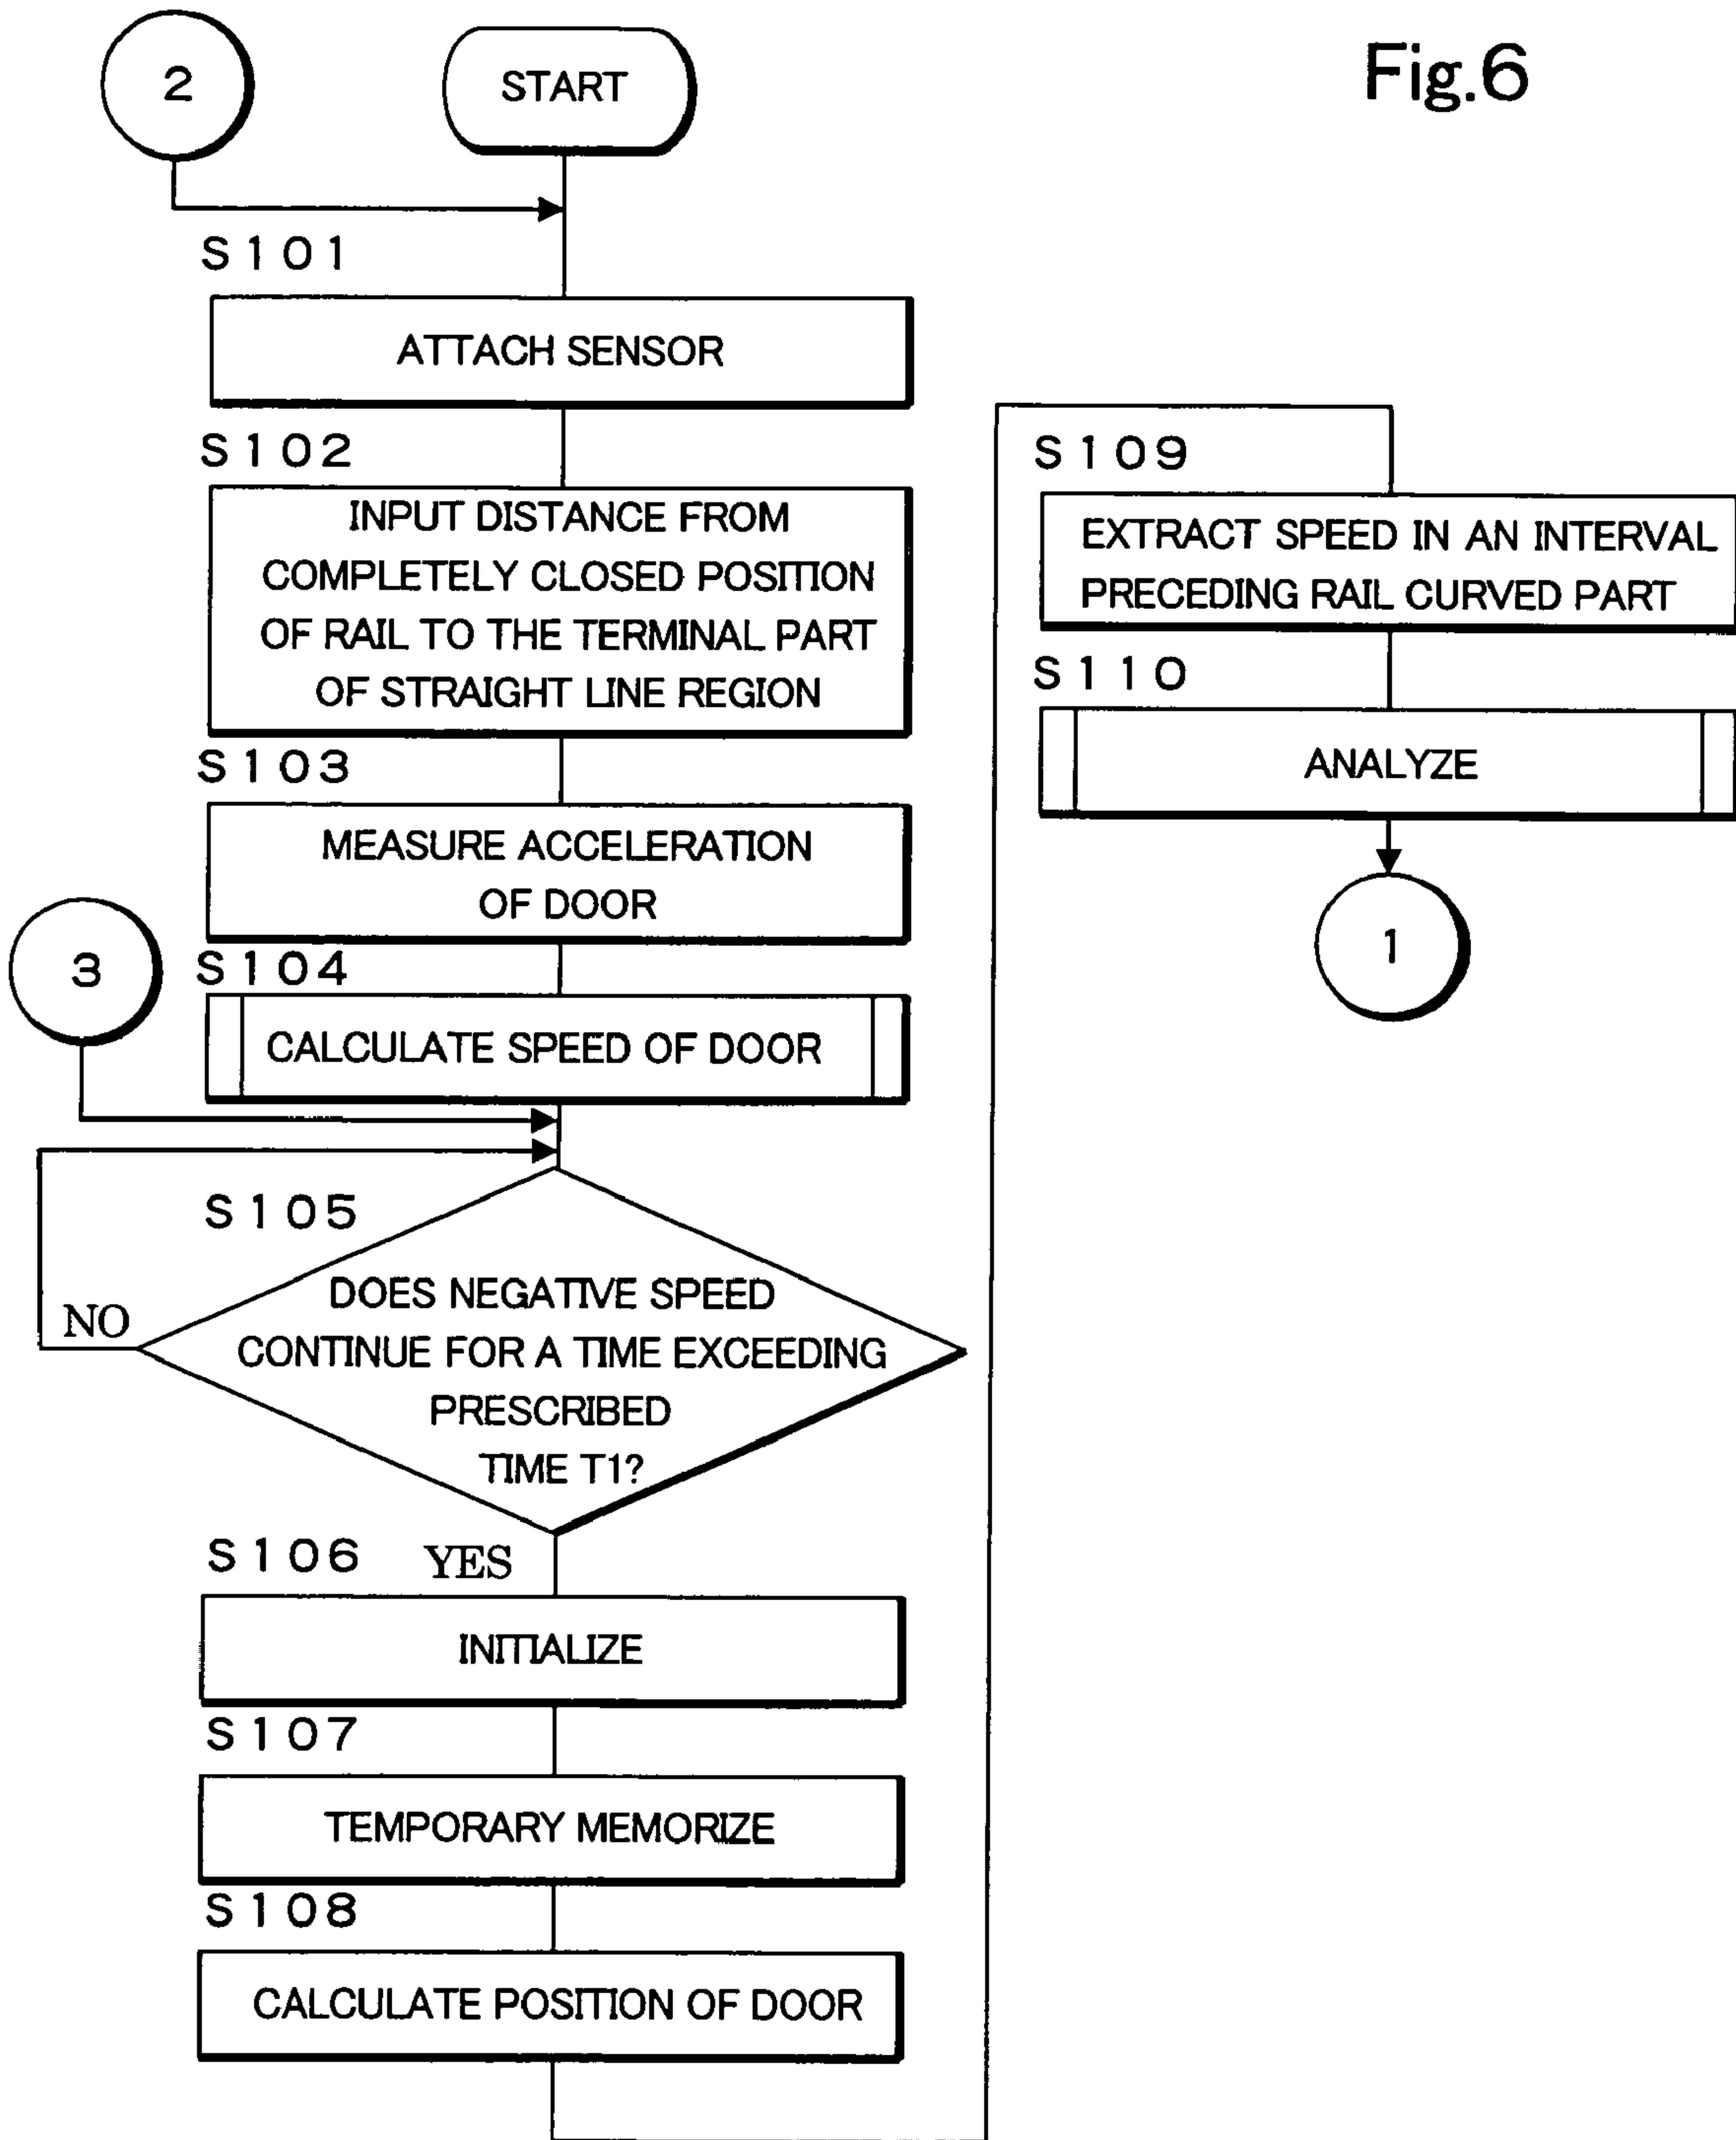 Fig.6
2
START
S101
ATTACH SENSOR
S102
INPUT DISTANCE FROM
COMPLETELY CLOSED POSITION
OF RAIL TO THE TERMINAL PART
OF STRAIGHT LINE REGION
S103
MEASURE ACCELERATION
OF DOOR
3
S104
CALCULATE SPEED OF DOOR
S105
DOES NEGATIVE SPEED
CONTINUE FOR A TIME EXCEEDING
PRESCRIBED
TIME T1?
NO
S106
YES
INITIALIZE
S107
TEMPORARY MEMORIZE
S108
CALCULATE POSITION OF DOOR
S109
EXTRACT SPEED IN AN INTERVAL
PRECEDING RAIL CURVED PART
S110
ANALYZE
1